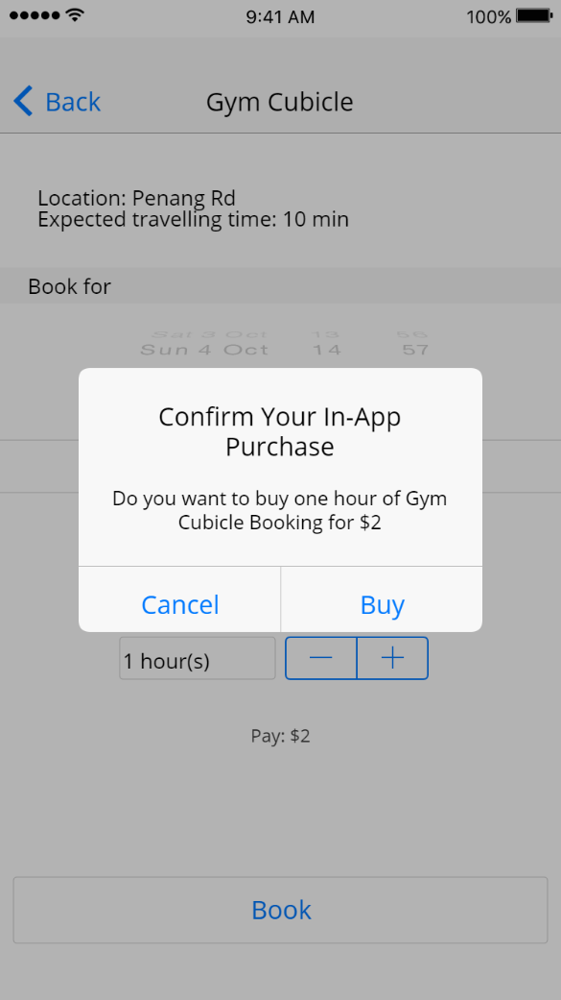 9:41 AM 100%
Back Gym Cubicle
Location: Penang Rd
Expected travelling time: 10 min
Book for
Sat 3 Oct 13 56
Sun 4 Oct 14 57
Confirm Your In-App
Purchase
Do you want to buy one hour of Gym
Cubicle Booking for $2
Cancel Buy
1 hour(s)
Pay: $2
Book